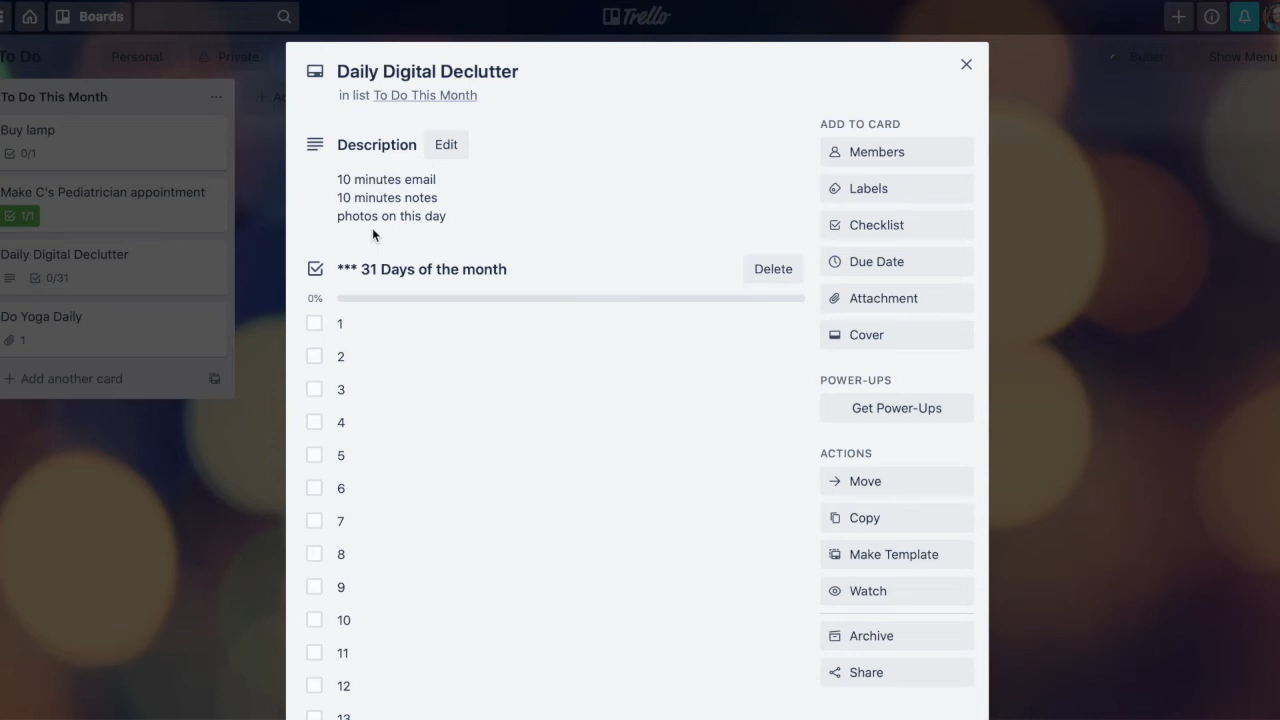 Boards
Trello
To Do
Personal
Private
Butler
Show Menu
To Do This Month
Buy lamp
0/1
Make C's Pediatrician appointment
1/1
Daily Digital Declutter
0/31
Do Yoga Daily
1
+ Add another card
Daily Digital Declutter
in list To Do This Month
Description
Edit
10 minutes email
10 minutes notes
photos on this day
*** 31 Days of the month
Delete
0%
1
2
3
4
5
6
7
8
9
10
11
12
13
ADD TO CARD
Members
Labels
Checklist
Due Date
Attachment
Cover
POWER-UPS
Get Power-Ups
ACTIONS
Move
Copy
Make Template
Watch
Archive
Share